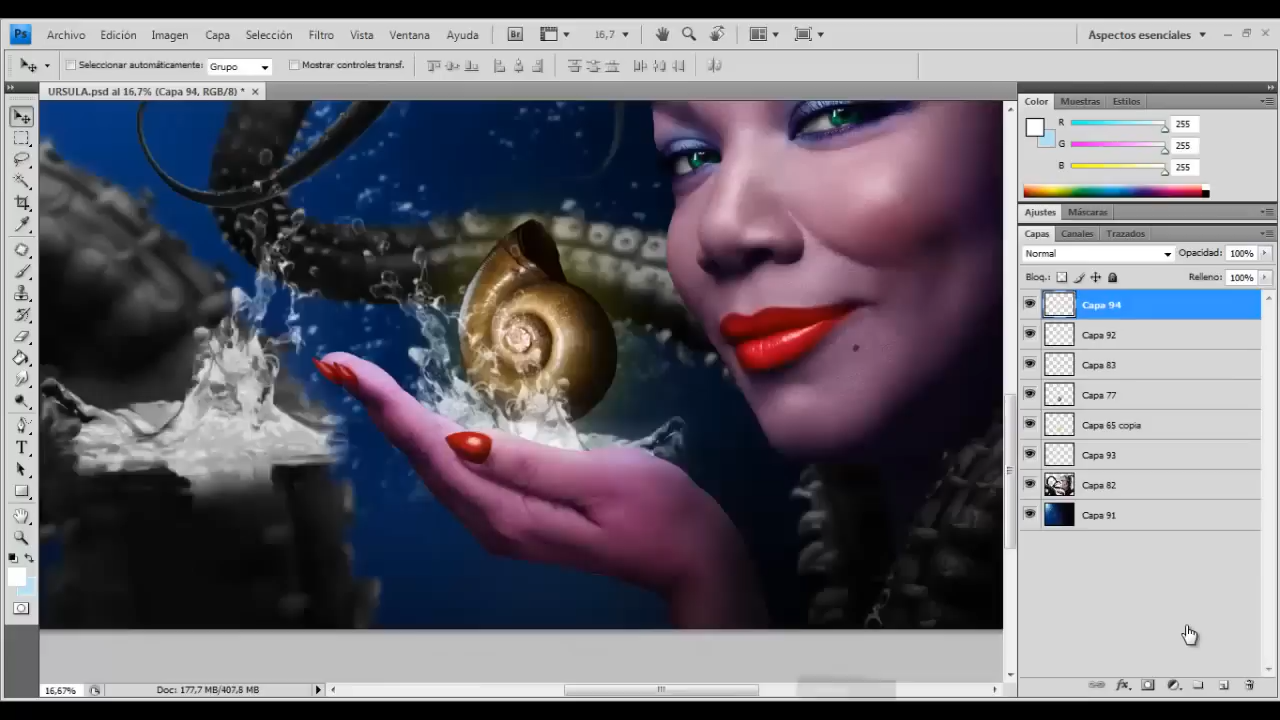 Ps Archivo Edición Imagen Capa Selección Filtro Vista Ventana Ayuda Br 16,7 Aspectos esenciales
Seleccionar automáticamente: Grupo Mostrar controles transf.
URSULA.psd al 16,7% (Capa 94, RGB/8) *
Color Muestras Estilos
R 255
G 255
B 255
Ajustes Máscaras
Capas Canales Trazados
Normal Opacidad: 100%
Bloq.: Relleno: 100%
Capa 94
Capa 92
Capa 83
Capa 77
Capa 65 copia
Capa 93
Capa 82
Capa 91
T
16,67% Doc: 177,7 MB/407,8 MB
fx